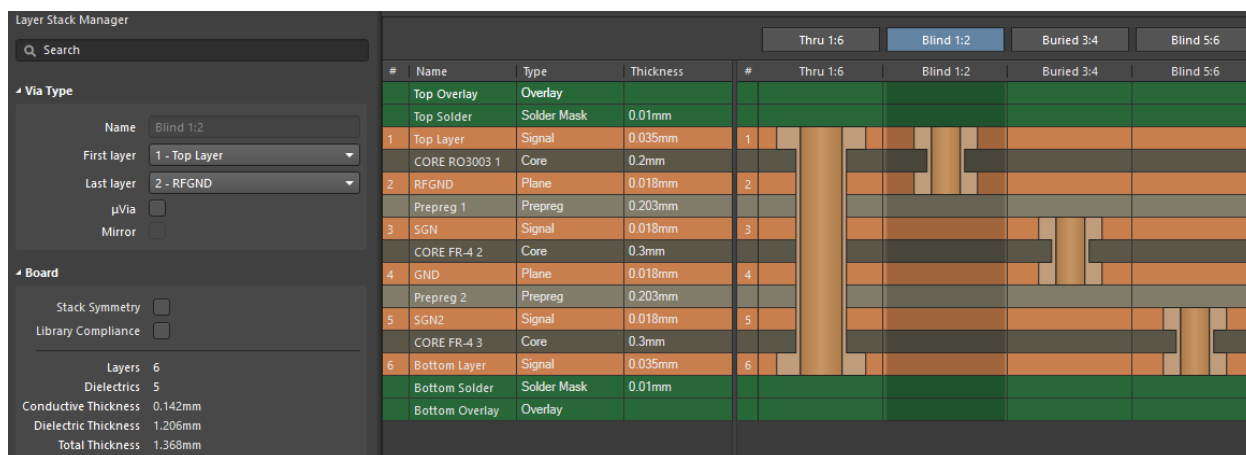 Layer Stack Manager
Search
Via Type
Name Blind 1:2
First layer 1 - Top Layer
Last layer 2 - RFGND
µVia
Mirror
Board
Stack Symmetry
Library Compliance
Layers 6
Dielectrics 5
Conductive Thickness 0.142mm
Dielectric Thickness 1.206mm
Total Thickness 1.368mm
Thru 1:6 Blind 1:2 Buried 3:4 Blind 5:6
# Name Type Thickness # Thru 1:6 Blind 1:2 Buried 3:4 Blind 5:6
Top Overlay Overlay
Top Solder Solder Mask 0.01mm
1 Top Layer Signal 0.035mm 1
CORE RO3003 1 Core 0.2mm
2 RFGND Plane 0.018mm 2
Prepreg 1 Prepreg 0.203mm
3 SGN Signal 0.018mm 3
CORE FR-4 2 Core 0.3mm
4 GND Plane 0.018mm 4
Prepreg 2 Prepreg 0.203mm
5 SGN2 Signal 0.018mm 5
CORE FR-4 3 Core 0.3mm
6 Bottom Layer Signal 0.035mm 6
Bottom Solder Solder Mask 0.01mm
Bottom Overlay Overlay